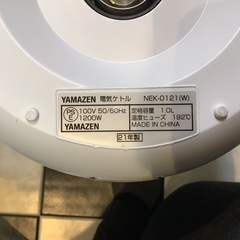 YAMAZEN 電気ケトル NEK-0121(W)
PS E 100V 50/60Hz 定格容量 1.0L
1200W 温度ヒューズ 192℃
YAMAZEN MADE IN CHINA
21年製